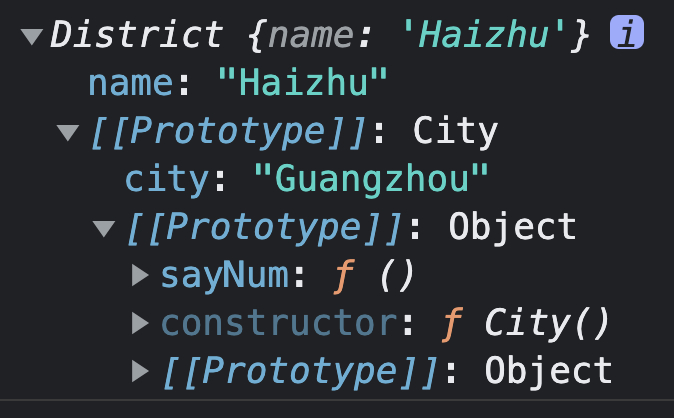 ▼District {name: 'Haizhu'} i
name: "Haizhu"
▼[[Prototype]]: City
city: "Guangzhou"
▼[[Prototype]]: Object
▶sayNum: ƒ ()
▶constructor: ƒ City()
▶[[Prototype]]: Object